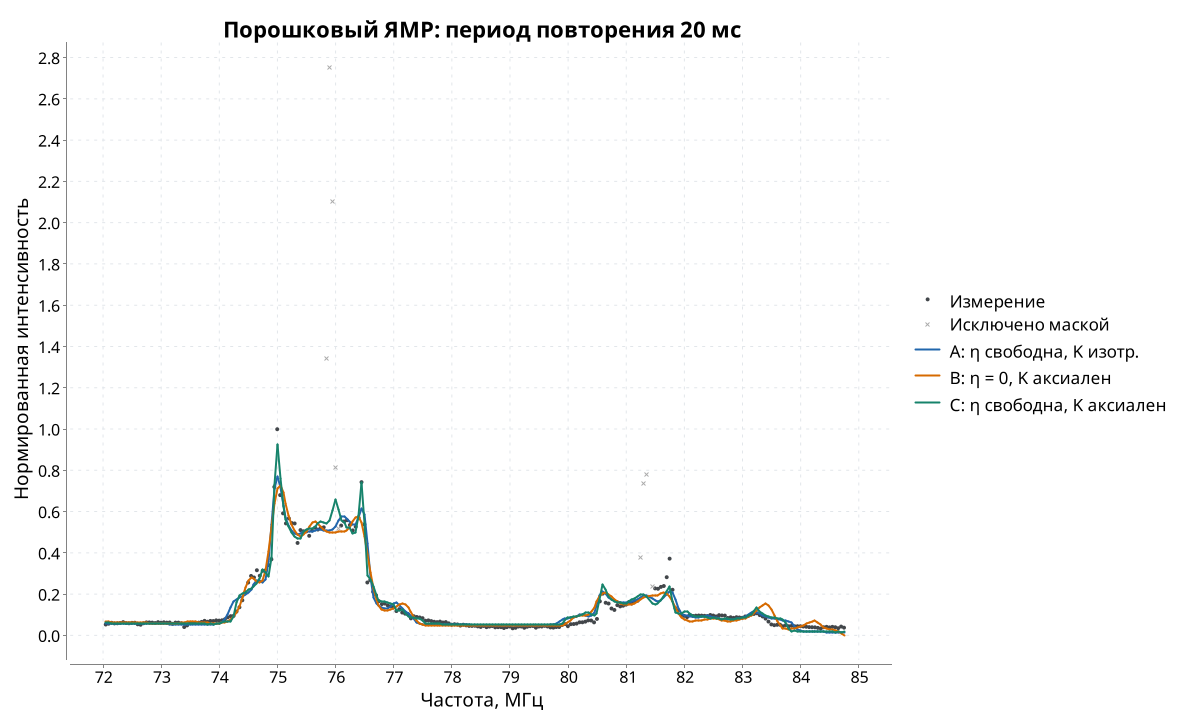 Порошковый ЯМР: период повторения 20 мс
Нормированная интенсивность
2.8
2.6
2.4
2.2
2.0
1.8
1.6
1.4
1.2
1.0
0.8
0.6
0.4
0.2
0.0
72 73 74 75 76 77 78 79 80 81 82 83 84 85
Частота, МГц
Измерение
Исключено маской
A: η свободна, K изотр.
B: η = 0, K аксиален
C: η свободна, K аксиален